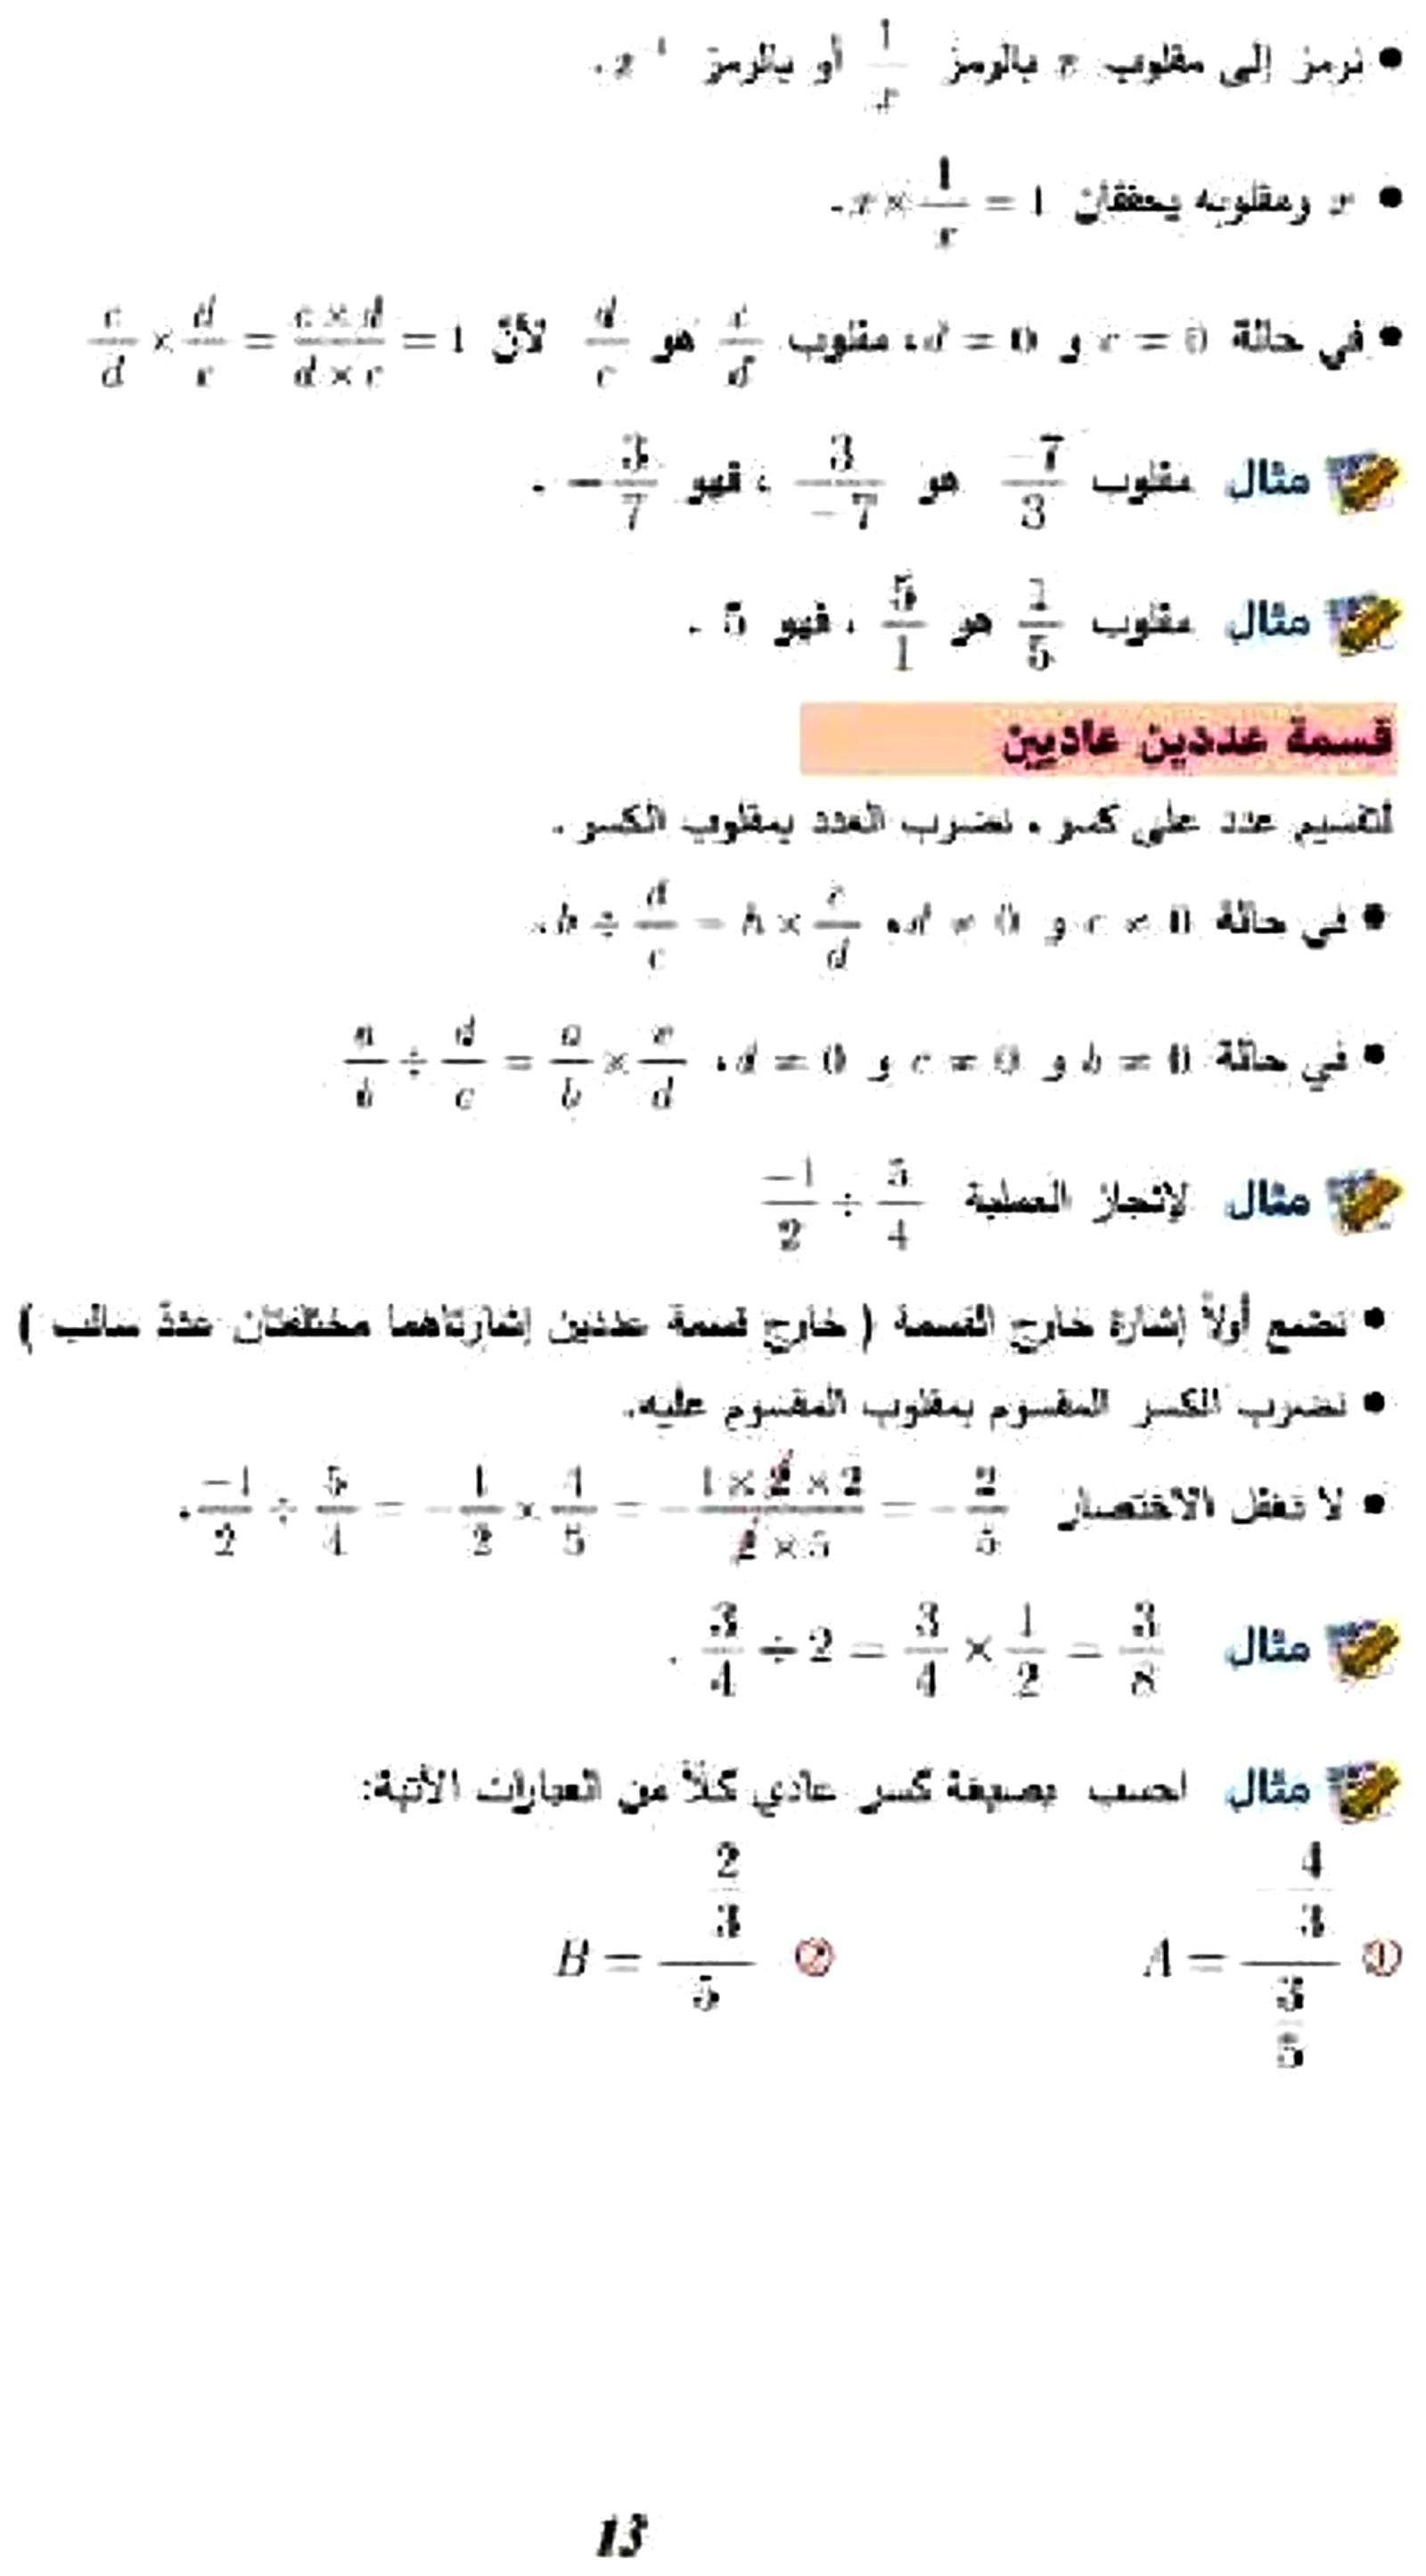 • نرمز إلى مقلوب x بالرمز 1/x أو بالرمز x⁻¹ .
• x ومقلوبه يحققان x × 1/x = 1 .
• في حالة c ≠ 0 و d ≠ 0 ، مقلوب c/d هو d/c لأنّ c/d × d/c = (c × d)/(d × c) = 1
مثال مقلوب -7/3 هو 3/-7 ، فهو -3/7 .
مثال مقلوب 1/5 هو 5/1 ، فهو 5 .
قسمة عددين عاديين
لتقسيم عدد على كسر ، نضرب العدد بمقلوب الكسر .
• في حالة c ≠ 0 و d ≠ 0 ، b ÷ d/c = b × c/d .
• في حالة b ≠ 0 و c ≠ 0 و d ≠ 0 ، a/b ÷ d/c = a/b × c/d
مثال لإنجاز العملية -1/2 ÷ 5/4
• نضع أولاً إشارة خارج القسمة ( خارج قسمة عددين إشارتاهما مختلفتان عددٌ سالب )
• نضرب الكسر المقسوم بمقلوب المقسوم عليه.
• لا تغفل الاختصار -1/2 ÷ 5/4 = -1/2 × 4/5 = -(1 × 2 × 2)/(2 × 5) = -2/5 .
مثال 3/4 ÷ 2 = 3/4 × 1/2 = 3/8 .
مثال احسب بصيغة كسر عادي كلاً من العبارات الآتية:
① A = (-4/3)/(3/5) ② B = (2/3)/5
13